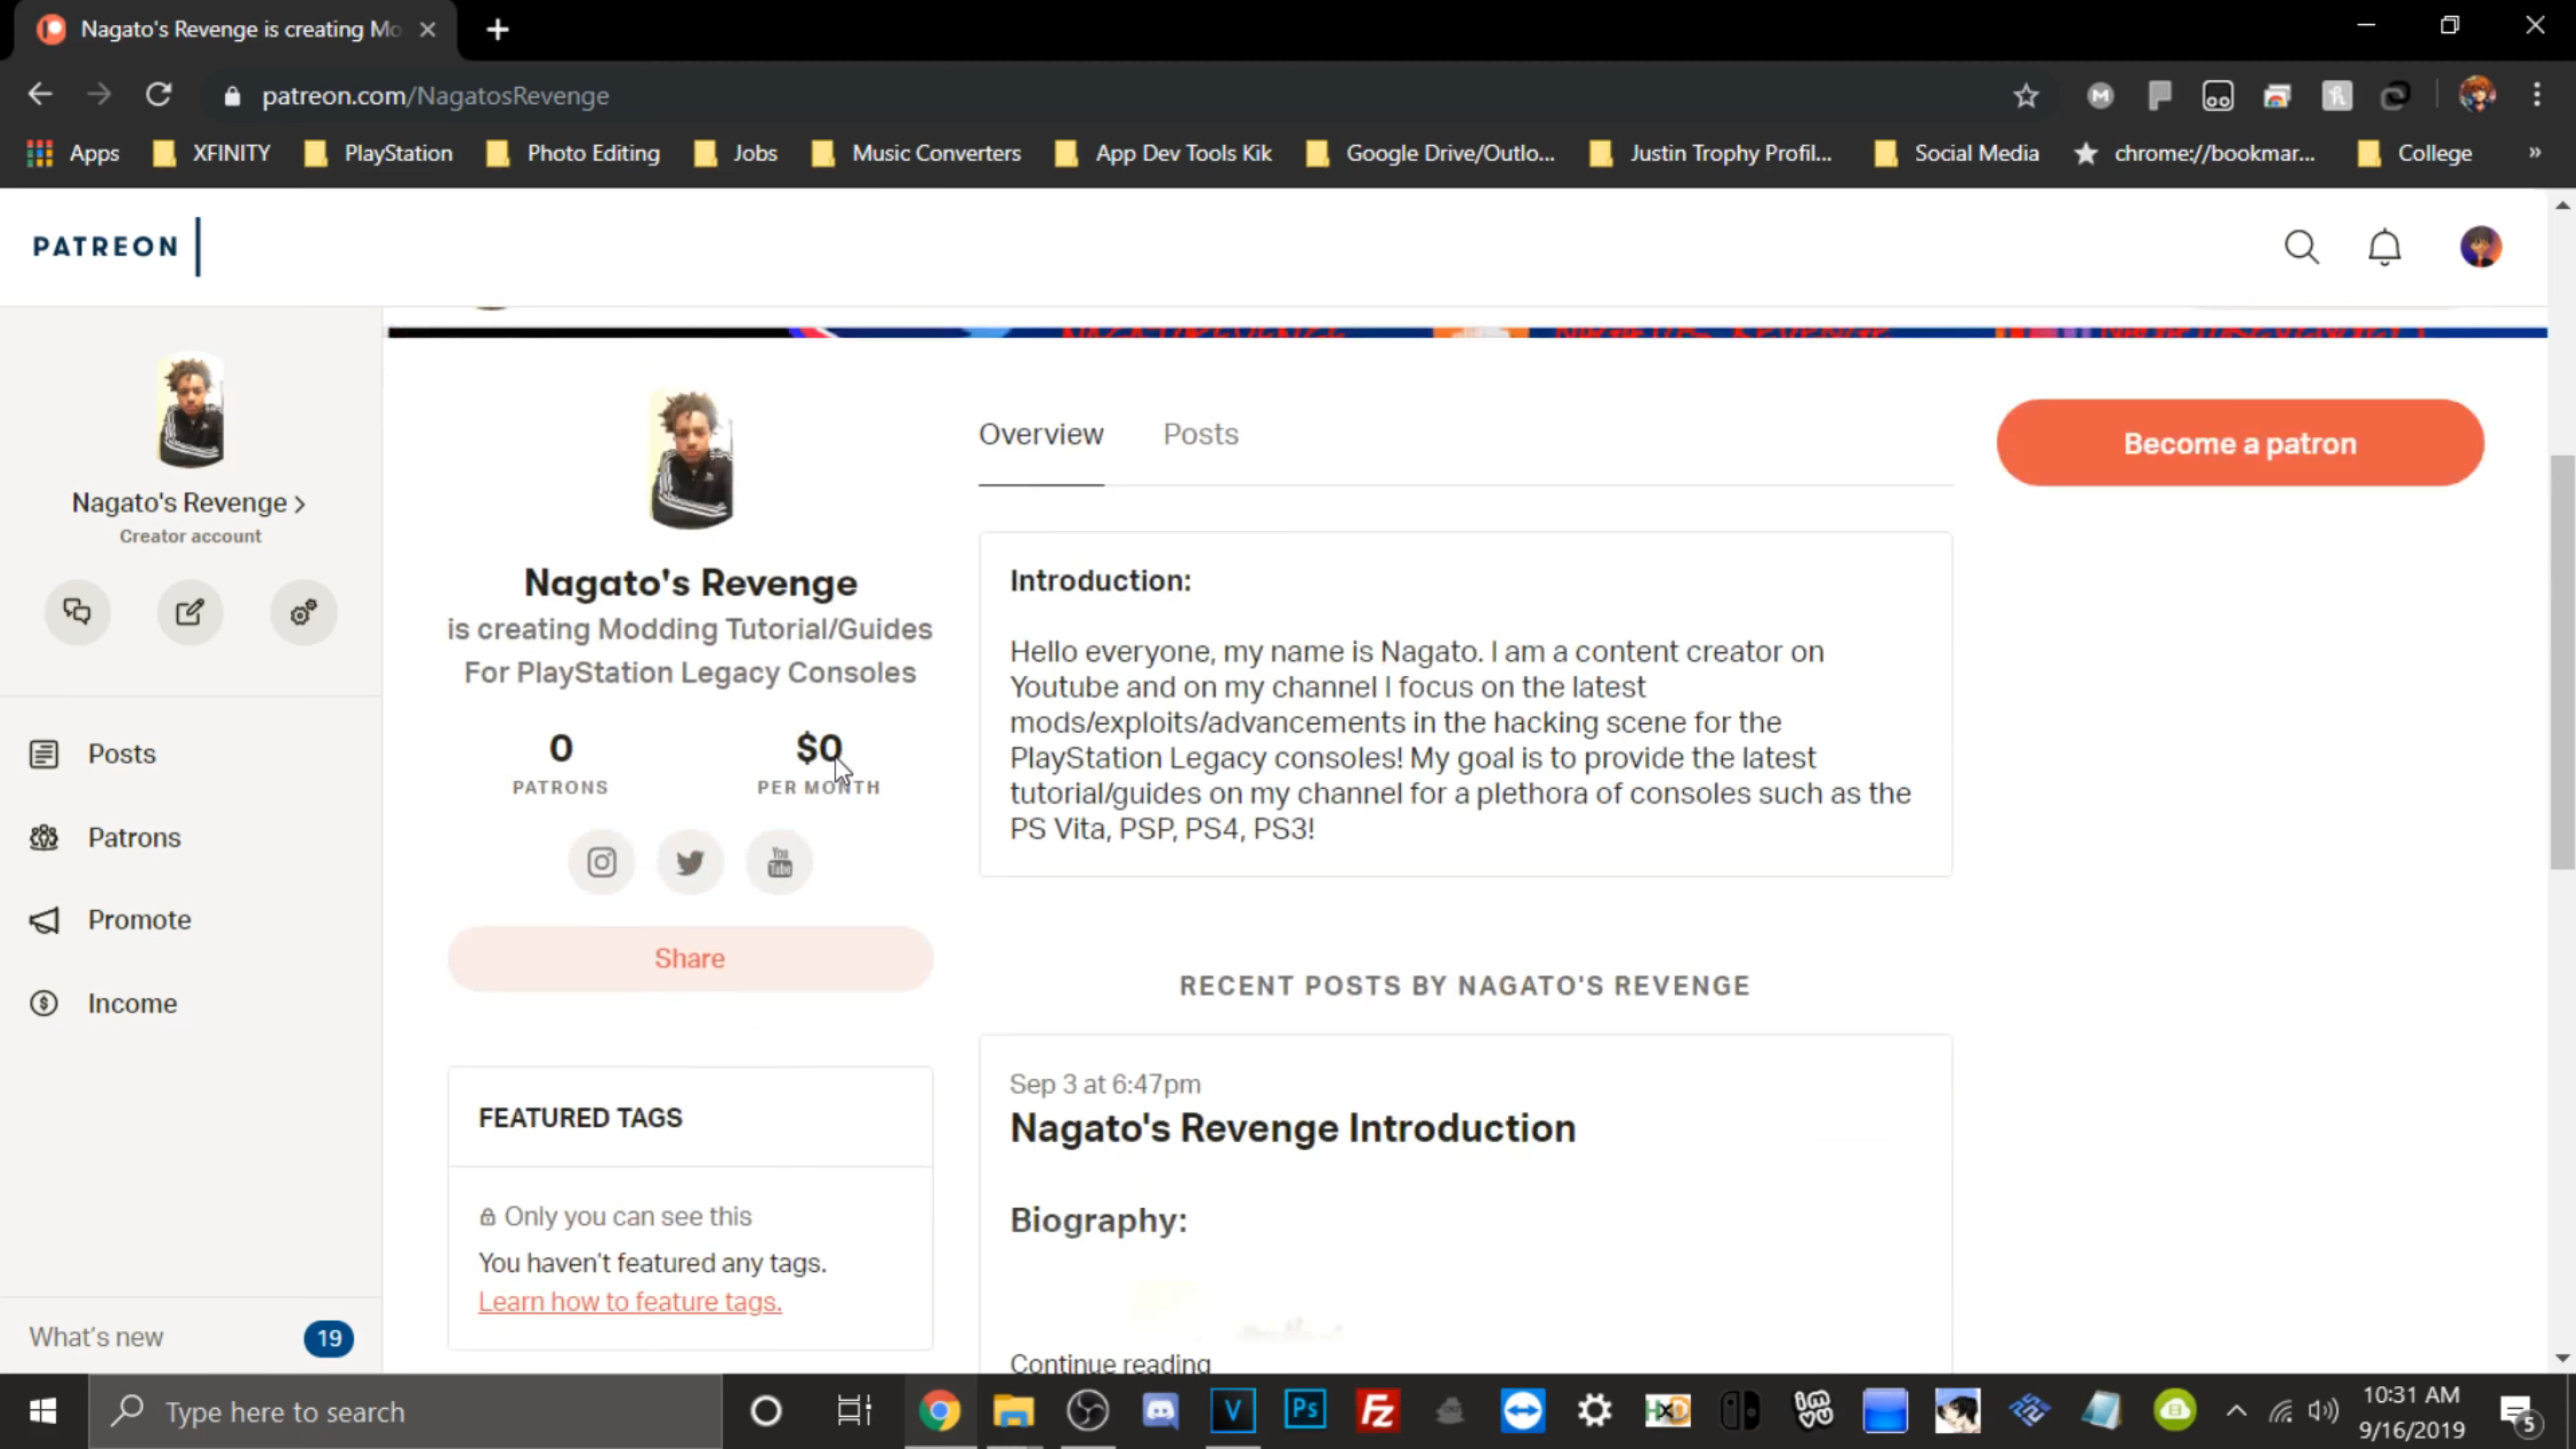 Nagato's Revenge is creating Mo
patreon.com/NagatosRevenge
Apps XFINITY PlayStation Photo Editing Jobs Music Converters App Dev Tools Kik Google Drive/Outlo... Justin Trophy Profil... Social Media chrome://bookmar... College »
PATREON
Nagato's Revenge
Creator account
Posts
Patrons
Promote
Income
What's new 19
Nagato's Revenge
is creating Modding Tutorial/Guides
For PlayStation Legacy Consoles
0 $0
PATRONS PER MONTH
You
Tube
Share
FEATURED TAGS
Only you can see this
You haven't featured any tags.
Learn how to feature tags.
Overview Posts
Introduction:
Hello everyone, my name is Nagato. I am a content creator on
Youtube and on my channel I focus on the latest
mods/exploits/advancements in the hacking scene for the
PlayStation Legacy consoles! My goal is to provide the latest
tutorial/guides on my channel for a plethora of consoles such as the
PS Vita, PSP, PS4, PS3!
RECENT POSTS BY NAGATO'S REVENGE
Sep 3 at 6:47pm
Nagato's Revenge Introduction
Biography:
Continue reading
Become a patron
Type here to search
V Ps Fz HxD
10:31 AM
9/16/2019
5